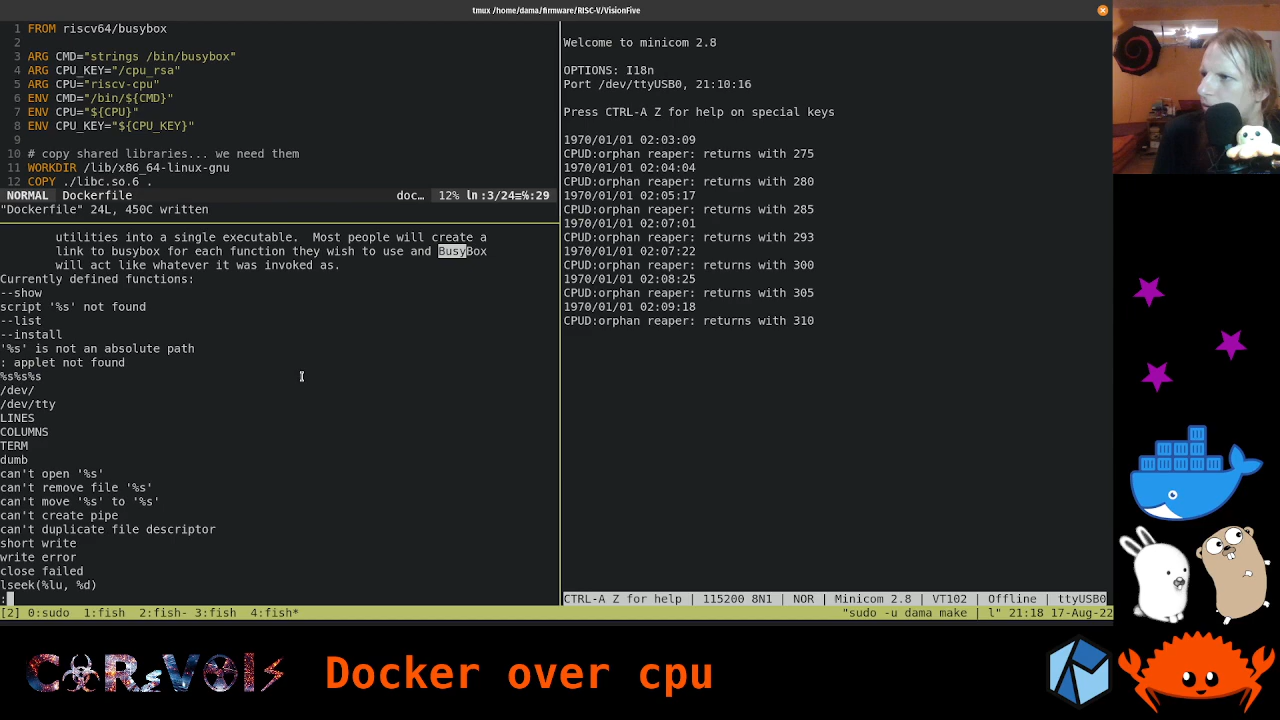 tmux /home/dama/firmware/RISC-V/VisionFive
1 FROM riscv64/busybox
2
3 ARG CMD="strings /bin/busybox"
4 ARG CPU_KEY="/cpu_rsa"
5 ARG CPU="riscv-cpu"
6 ENV CMD="/bin/${CMD}"
7 ENV CPU="${CPU}"
8 ENV CPU_KEY="${CPU_KEY}"
9
10 # copy shared libraries... we need them
11 WORKDIR /lib/x86_64-linux-gnu
12 COPY ./libc.so.6 .
NORMAL Dockerfile doc… 12% ln:3/24≡℅:29
"Dockerfile" 24L, 450C written
utilities into a single executable.  Most people will create a
link to busybox for each function they wish to use and BusyBox
will act like whatever it was invoked as.
Currently defined functions:
--show
script '%s' not found
--list
--install
'%s' is not an absolute path
: applet not found
%s%s%s
/dev/
/dev/tty
LINES
COLUMNS
TERM
dumb
can't open '%s'
can't remove file '%s'
can't move '%s' to '%s'
can't create pipe
can't duplicate file descriptor
short write
write error
close failed
lseek(%lu, %d)
:
Welcome to minicom 2.8
OPTIONS: I18n
Port /dev/ttyUSB0, 21:10:16
Press CTRL-A Z for help on special keys
1970/01/01 02:03:09
CPUD:orphan reaper: returns with 275
1970/01/01 02:04:04
CPUD:orphan reaper: returns with 280
1970/01/01 02:05:17
CPUD:orphan reaper: returns with 285
1970/01/01 02:07:01
CPUD:orphan reaper: returns with 293
1970/01/01 02:07:22
CPUD:orphan reaper: returns with 300
1970/01/01 02:08:25
CPUD:orphan reaper: returns with 305
1970/01/01 02:09:18
CPUD:orphan reaper: returns with 310
CTRL-A Z for help | 115200 8N1 | NOR | Minicom 2.8 | VT102 | Offline | ttyUSB0
[2] 0:sudo  1:fish  2:fish- 3:fish  4:fish* "sudo -u dama make | l" 21:18 17-Aug-22
Docker over cpu